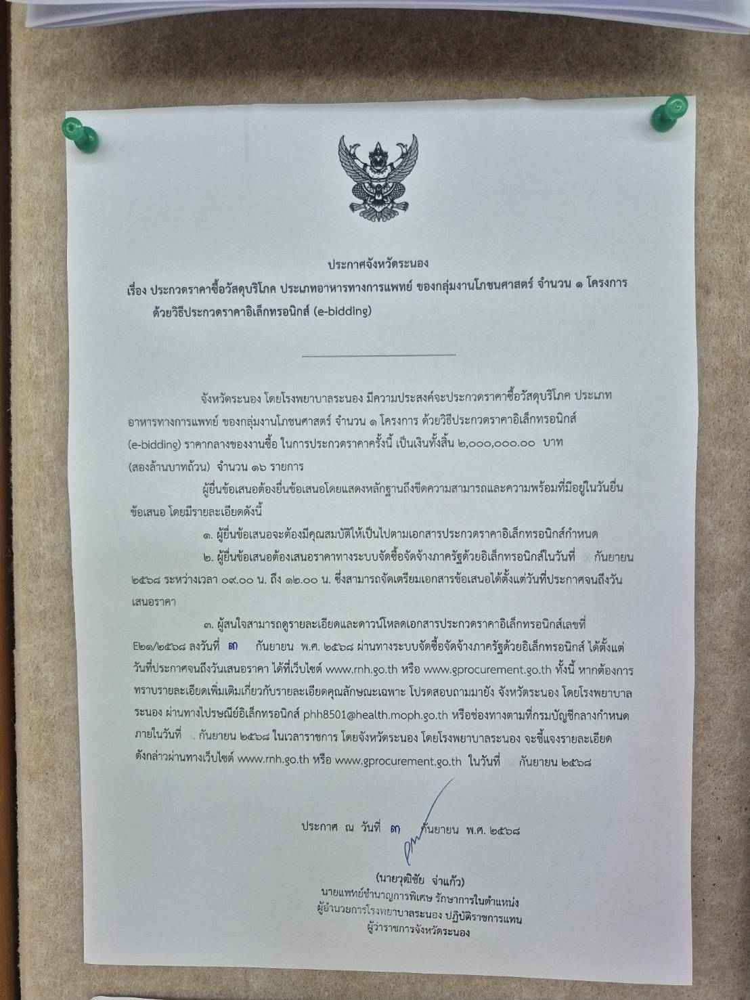 ประกาศจังหวัดระนอง
เรื่อง ประกวดราคาซื้อวัสดุบริโภค ประเภทอาหารทางการแพทย์ ของกลุ่มงานโภชนศาสตร์ จำนวน ๑ โครงการ
ด้วยวิธีประกวดราคาอิเล็กทรอนิกส์ (e-bidding)
จังหวัดระนอง โดยโรงพยาบาลระนอง มีความประสงค์จะประกวดราคาซื้อวัสดุบริโภค ประเภท
อาหารทางการแพทย์ ของกลุ่มงานโภชนศาสตร์ จำนวน ๑ โครงการ ด้วยวิธีประกวดราคาอิเล็กทรอนิกส์
(e-bidding) ราคากลางของงานซื้อ ในการประกวดราคาครั้งนี้ เป็นเงินทั้งสิ้น ๒,๐๐๐,๐๐๐.๐๐ บาท
(สองล้านบาทถ้วน) จำนวน ๑๖ รายการ
ผู้ยื่นข้อเสนอต้องยื่นข้อเสนอโดยแสดงหลักฐานถึงขีดความสามารถและความพร้อมที่มีอยู่ในวันยื่น
ข้อเสนอ โดยมีรายละเอียดดังนี้
๑. ผู้ยื่นข้อเสนอจะต้องมีคุณสมบัติให้เป็นไปตามเอกสารประกวดราคาอิเล็กทรอนิกส์กำหนด
๒. ผู้ยื่นข้อเสนอต้องเสนอราคาทางระบบจัดซื้อจัดจ้างภาครัฐด้วยอิเล็กทรอนิกส์ในวันที่ กันยายน
๒๕๖๘ ระหว่างเวลา ๐๙.๐๐ น. ถึง ๑๒.๐๐ น. ซึ่งสามารถจัดเตรียมเอกสารข้อเสนอได้ตั้งแต่วันที่ประกาศจนถึงวัน
เสนอราคา
๓. ผู้สนใจสามารถดูรายละเอียดและดาวน์โหลดเอกสารประกวดราคาอิเล็กทรอนิกส์เลขที่
E๒๑/๒๕๖๘ ลงวันที่ ๓ กันยายน พ.ศ. ๒๕๖๘ ผ่านทางระบบจัดซื้อจัดจ้างภาครัฐด้วยอิเล็กทรอนิกส์ ได้ตั้งแต่
วันที่ประกาศจนถึงวันเสนอราคา ได้ที่เว็บไซต์ www.rnh.go.th หรือ www.gprocurement.go.th ทั้งนี้ หากต้องการ
ทราบรายละเอียดเพิ่มเติมเกี่ยวกับรายละเอียดคุณลักษณะเฉพาะ โปรดสอบถามมายัง จังหวัดระนอง โดยโรงพยาบาล
ระนอง ผ่านทางไปรษณีย์อิเล็กทรอนิกส์ phh8501@health.moph.go.th หรือช่องทางตามที่กรมบัญชีกลางกำหนด
ภายในวันที่ กันยายน ๒๕๖๘ ในเวลาราชการ โดยจังหวัดระนอง โดยโรงพยาบาลระนอง จะชี้แจงรายละเอียด
ดังกล่าวผ่านทางเว็บไซต์ www.rnh.go.th หรือ www.gprocurement.go.th ในวันที่ กันยายน ๒๕๖๘
ประกาศ ณ วันที่ ๓ กันยายน พ.ศ. ๒๕๖๘
(นายวุฒิชัย จ่าแก้ว)
นายแพทย์ชำนาญการพิเศษ รักษาการในตำแหน่ง
ผู้อำนวยการโรงพยาบาลระนอง ปฏิบัติราชการแทน
ผู้ว่าราชการจังหวัดระนอง